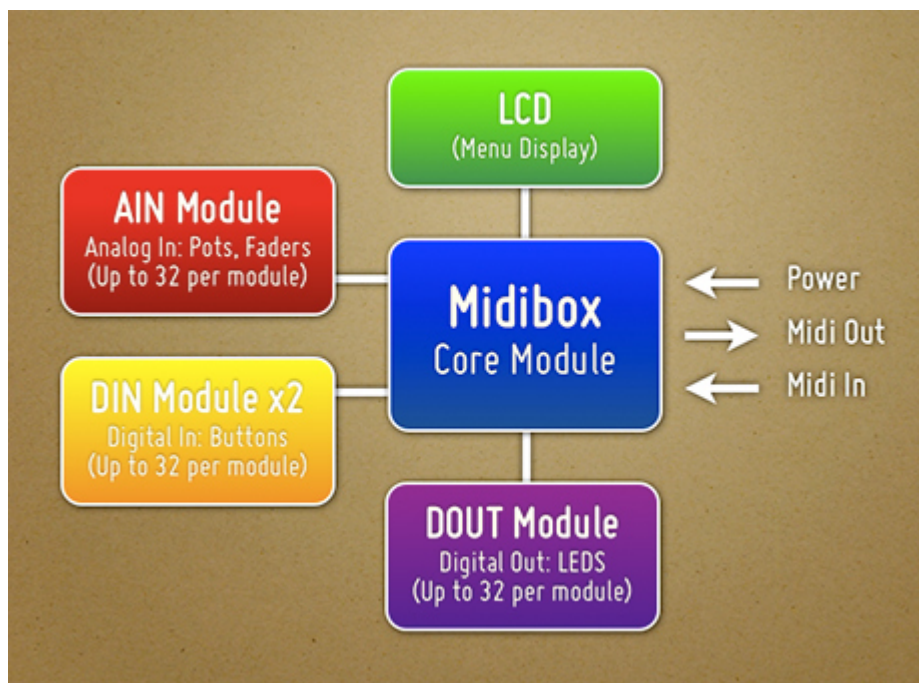 LCD
(Menu Display)
AIN Module
Analog In: Pots, Faders
(Up to 32 per module)
Midibox
Core Module
Power
Midi Out
Midi In
DIN Module x2
Digital In: Buttons
(Up to 32 per module)
DOUT Module
Digital Out: LEDS
(Up to 32 per module)